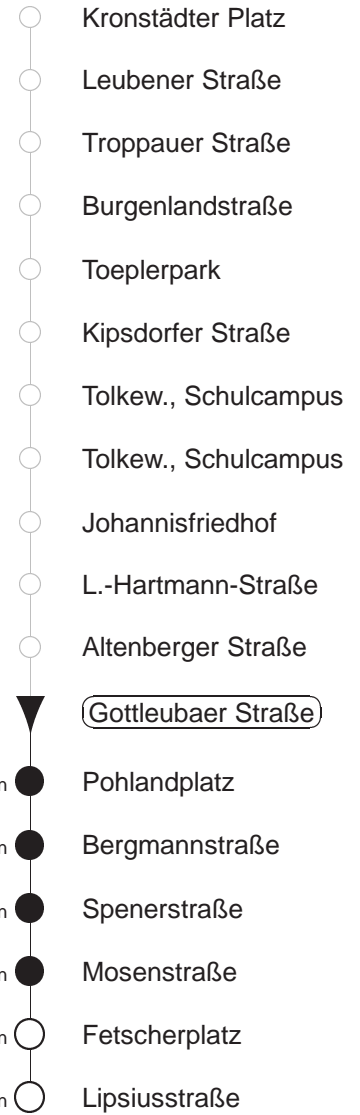 Kronstädter Platz
Leubener Straße
Troppauer Straße
Burgenlandstraße
Toeplerpark
Kipsdorfer Straße
Tolkew., Schulcampus
Tolkew., Schulcampus
Johannisfriedhof
L.-Hartmann-Straße
Altenberger Straße
Gottleubaer Straße
Pohlandplatz
Bergmannstraße
Spenerstraße
Mosenstraße
Fetscherplatz
Lipsiusstraße